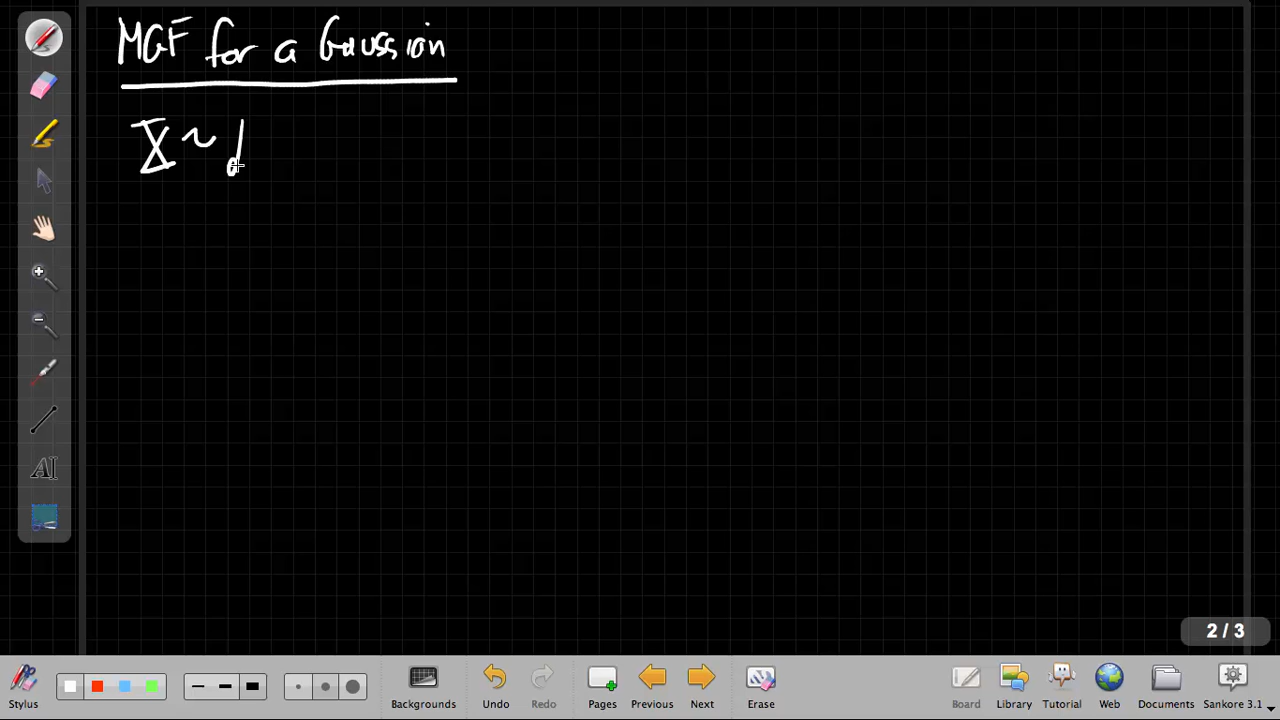 MGF for a Gaussian
X ~
2 / 3
Stylus
Backgrounds
Undo
Redo
Pages
Previous
Next
Erase
Board
Library
Tutorial
Web
Documents
Sankore 3.1